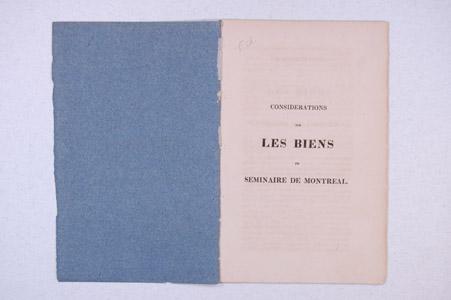 CONSIDERATIONS
SUR
LES BIENS
DU
SEMINAIRE DE MONTREAL.